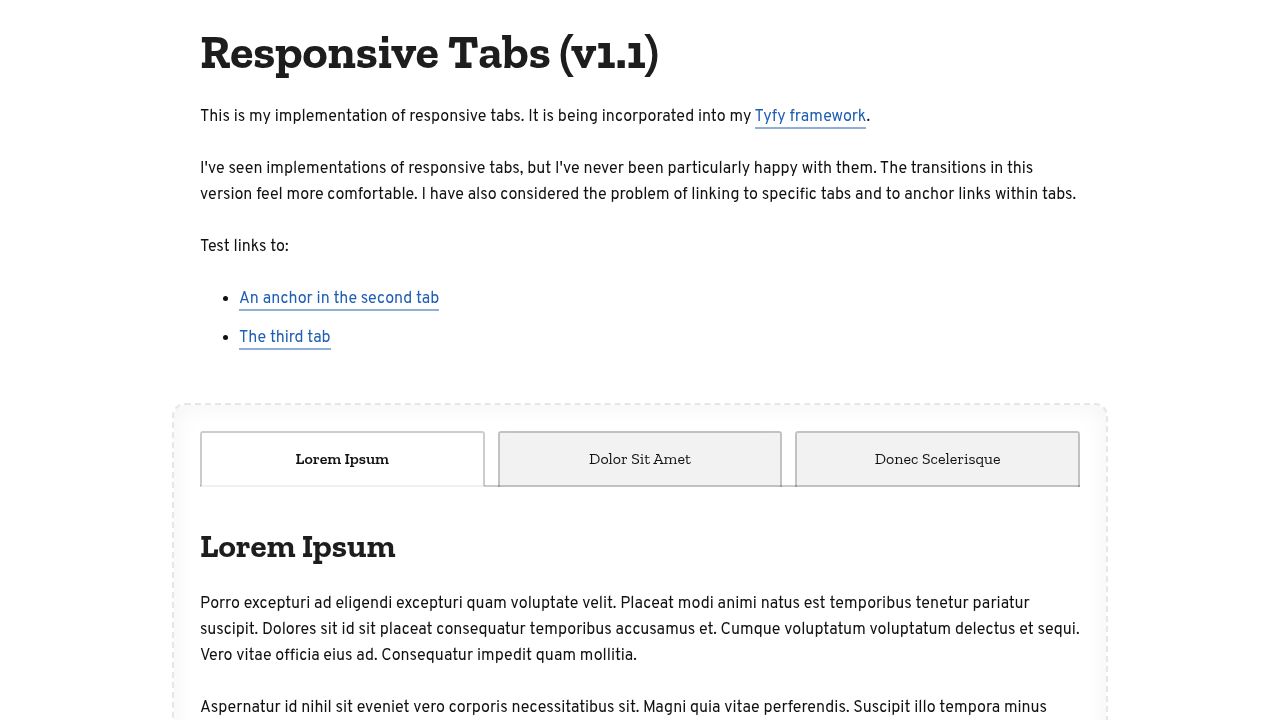 Responsive Tabs (v1.1)
This is my implementation of responsive tabs. It is being incorporated into my Tyfy framework.
I've seen implementations of responsive tabs, but I've never been particularly happy with them. The transitions in this
version feel more comfortable. I have also considered the problem of linking to specific tabs and to anchor links within tabs.
Test links to:
An anchor in the second tab
The third tab
Lorem Ipsum
Dolor Sit Amet
Donec Scelerisque
Lorem Ipsum
Porro excepturi ad eligendi excepturi quam voluptate velit. Placeat modi animi natus est temporibus tenetur pariatur
suscipit. Dolores sit id sit placeat consequatur temporibus accusamus et. Cumque voluptatum voluptatum delectus et sequi.
Vero vitae officia eius ad. Consequatur impedit quam mollitia.
Aspernatur id nihil sit eveniet vero corporis necessitatibus sit. Magni quia vitae perferendis. Suscipit illo tempora minus